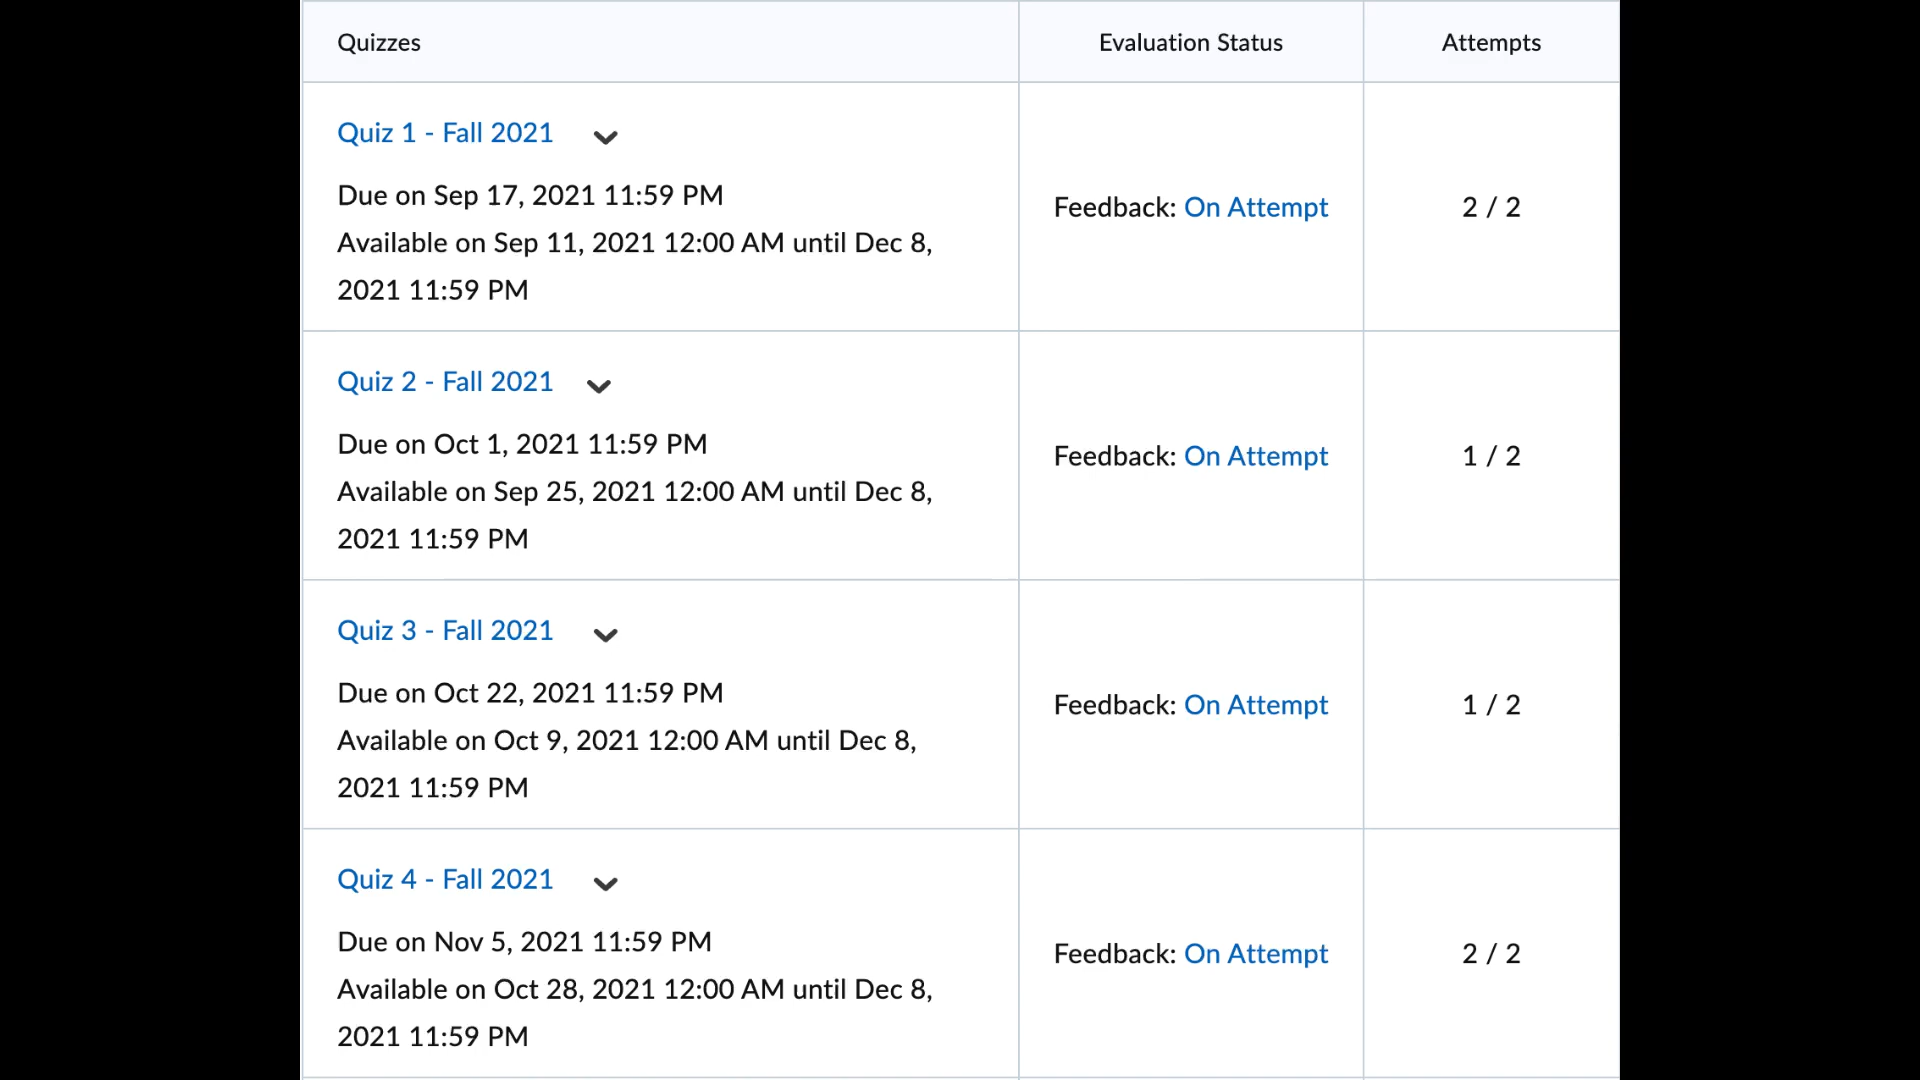 Quizzes Evaluation Status Attempts
Quiz 1 - Fall 2021
Due on Sep 17, 2021 11:59 PM
Available on Sep 11, 2021 12:00 AM until Dec 8,
2021 11:59 PM
Feedback: On Attempt
2 / 2
Quiz 2 - Fall 2021
Due on Oct 1, 2021 11:59 PM
Available on Sep 25, 2021 12:00 AM until Dec 8,
2021 11:59 PM
Feedback: On Attempt
1 / 2
Quiz 3 - Fall 2021
Due on Oct 22, 2021 11:59 PM
Available on Oct 9, 2021 12:00 AM until Dec 8,
2021 11:59 PM
Feedback: On Attempt
1 / 2
Quiz 4 - Fall 2021
Due on Nov 5, 2021 11:59 PM
Available on Oct 28, 2021 12:00 AM until Dec 8,
2021 11:59 PM
Feedback: On Attempt
2 / 2